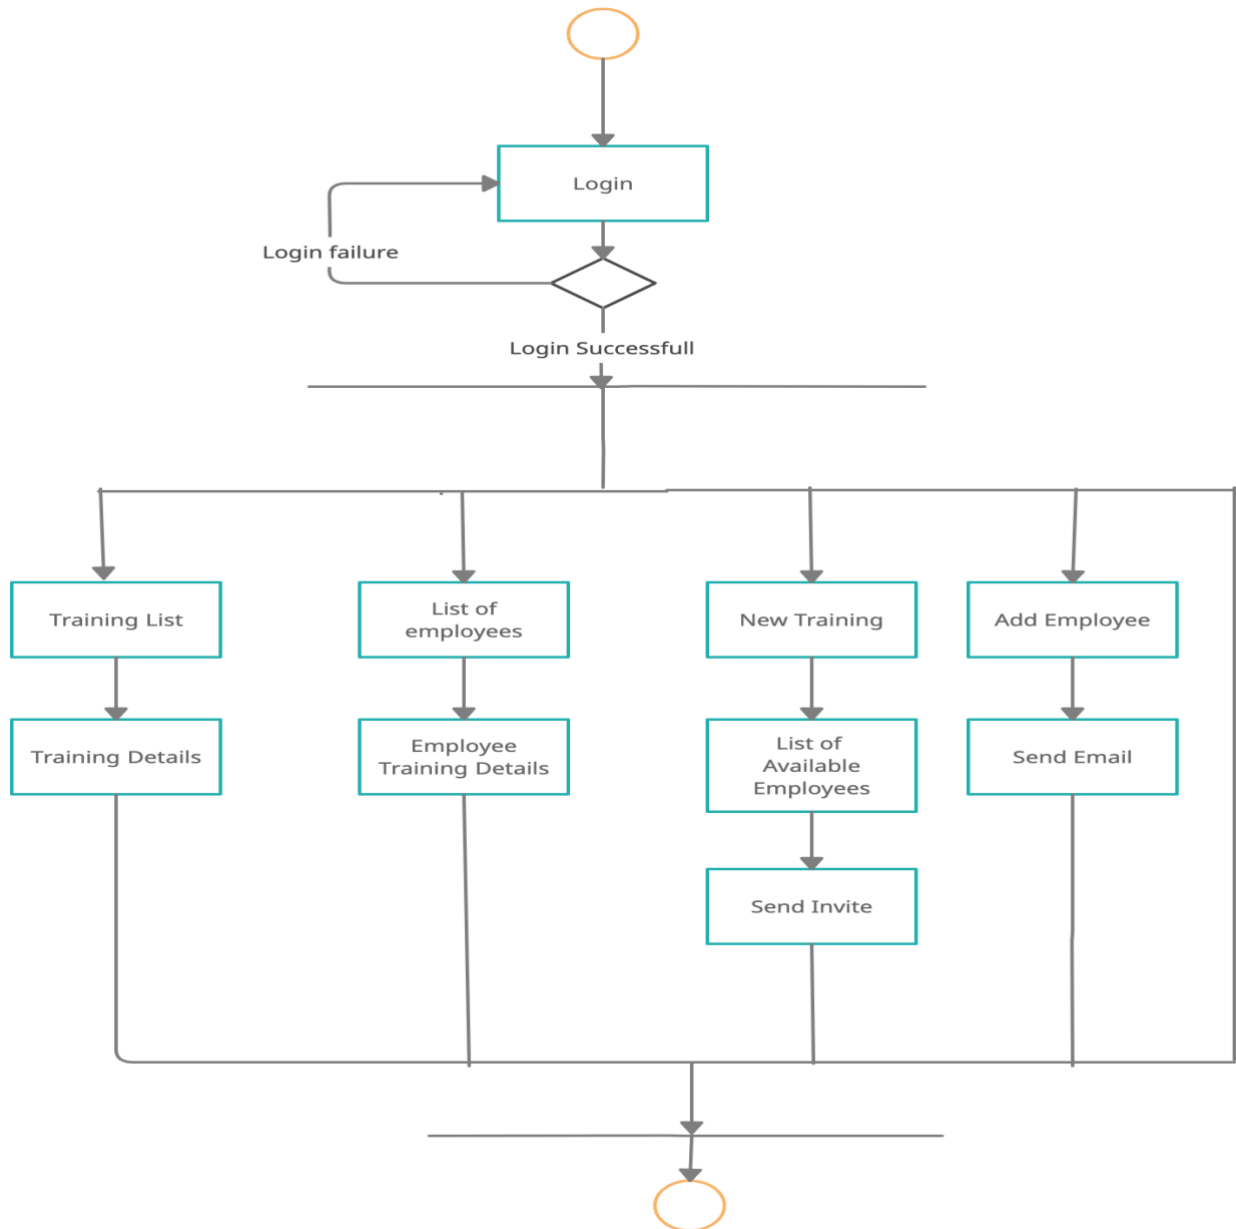 Login
Login failure
Login Successfull
Training List
List of
employees
New Training
Add Employee
Training Details
Employee
Training Details
List of
Available
Employees
Send Email
Send Invite